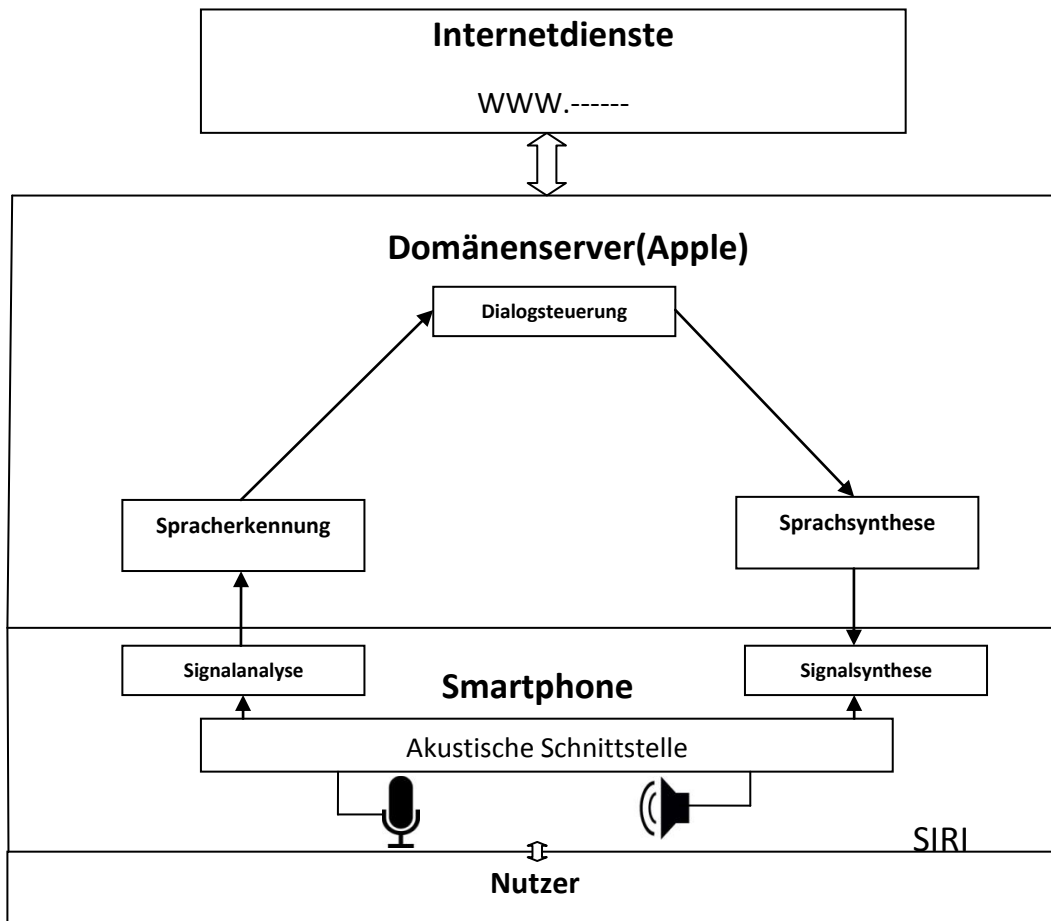 Internetdienste
WWW.------
Domänenserver(Apple)
Dialogsteuerung
Spracherkennung
Sprachsynthese
Signalanalyse
Signalsynthese
Smartphone
Akustische Schnittstelle
SIRI
Nutzer